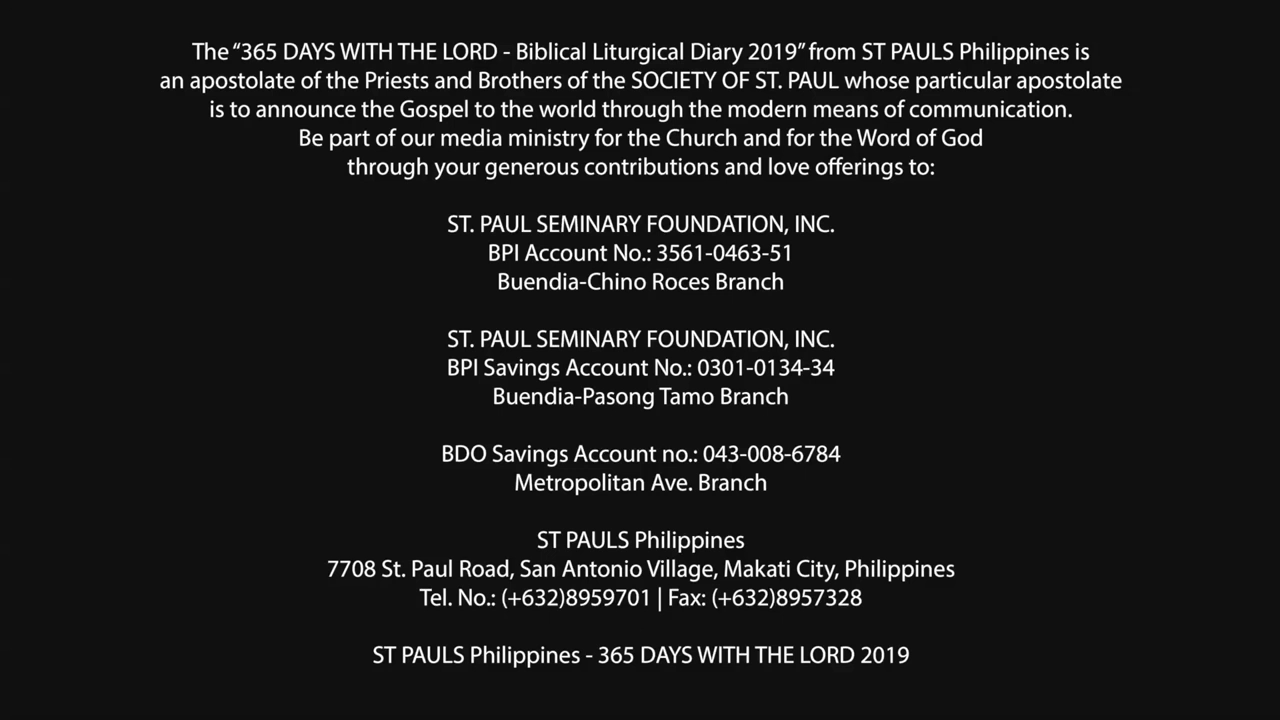 The “365 DAYS WITH THE LORD - Biblical Liturgical Diary 2019” from ST PAULS Philippines is
an apostolate of the Priests and Brothers of the SOCIETY OF ST. PAUL whose particular apostolate
is to announce the Gospel to the world through the modern means of communication.
Be part of our media ministry for the Church and for the Word of God
through your generous contributions and love offerings to:
ST. PAUL SEMINARY FOUNDATION, INC.
BPI Account No.: 3561-0463-51
Buendia-Chino Roces Branch
ST. PAUL SEMINARY FOUNDATION, INC.
BPI Savings Account No.: 0301-0134-34
Buendia-Pasong Tamo Branch
BDO Savings Account no.: 043-008-6784
Metropolitan Ave. Branch
ST PAULS Philippines
7708 St. Paul Road, San Antonio Village, Makati City, Philippines
Tel. No.: (+632)8959701 | Fax: (+632)8957328
ST PAULS Philippines - 365 DAYS WITH THE LORD 2019